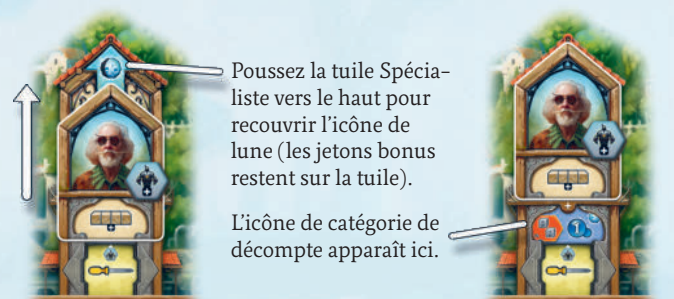 Poussez la tuile Spécia-
liste vers le haut pour
recouvrir l'icône de
lune (les jetons bonus
restent sur la tuile).
L'icône de catégorie de
décompte apparaît ici.
1